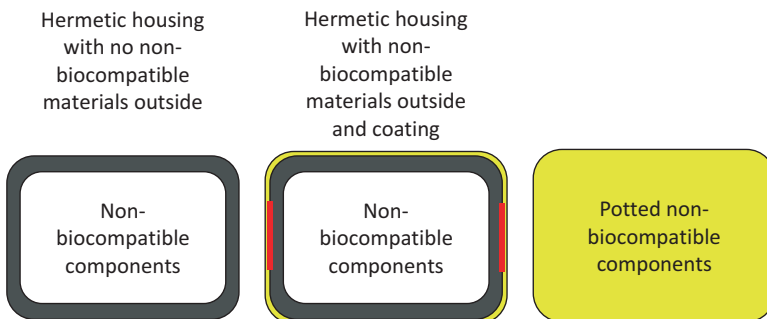 Hermetic housing
with no non-
biocompatible
materials outside
Hermetic housing
with non-
biocompatible
materials outside
and coating
Non-
biocompatible
components
Non-
biocompatible
components
Potted non-
biocompatible
components